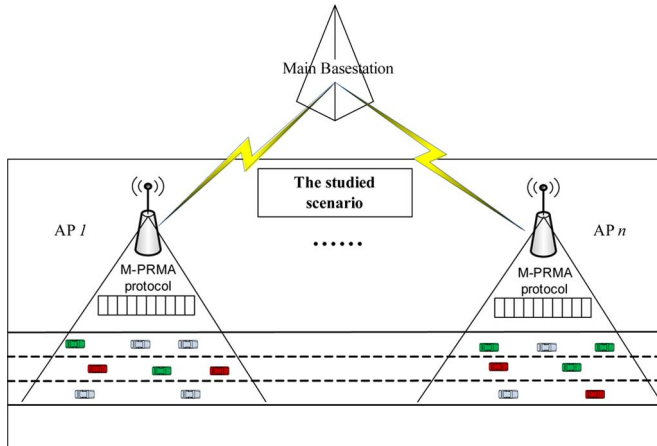 Main Basestation
The studied
scenario
AP 1
AP n
......
M-PRMA
protocol
M-PRMA
protocol